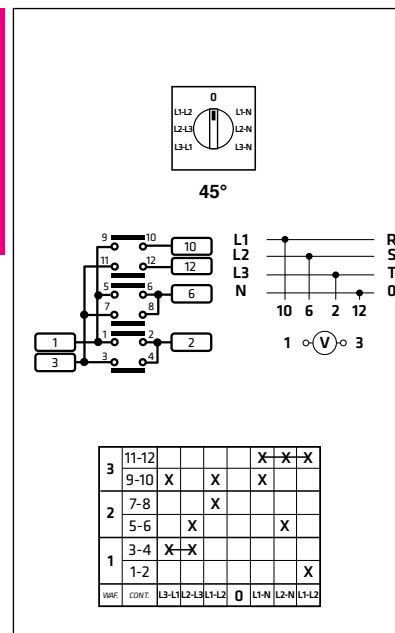 0
L1-L2 L1-N
L2-L3 L2-N
L3-L1 L3-N
45°
9 10 10
11 12 12
5 6 6
7 8
1 1 2 2
3 3 4
L1 R
L2 S
L3 T
N 0
10 6 2 12
1 V 3
3 11-12 X X X
9-10 X X X
2 7-8 X
5-6 X X
1 3-4 X X
1-2 X
WAF. CONT. L3-L1 L2-L3 L1-L2 0 L1-N L2-N L1-L2